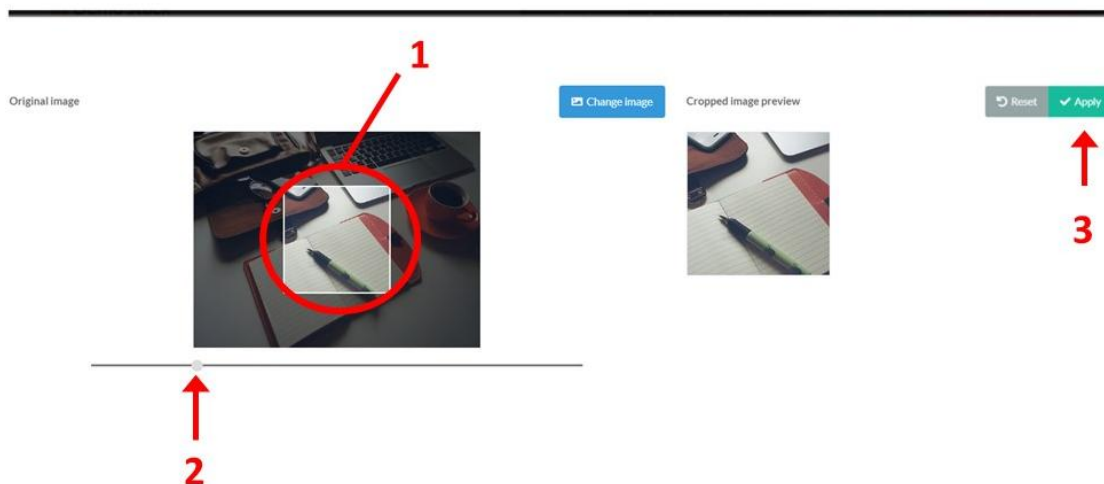 1
Original image
Change image
Cropped image preview
Reset
Apply
3
2